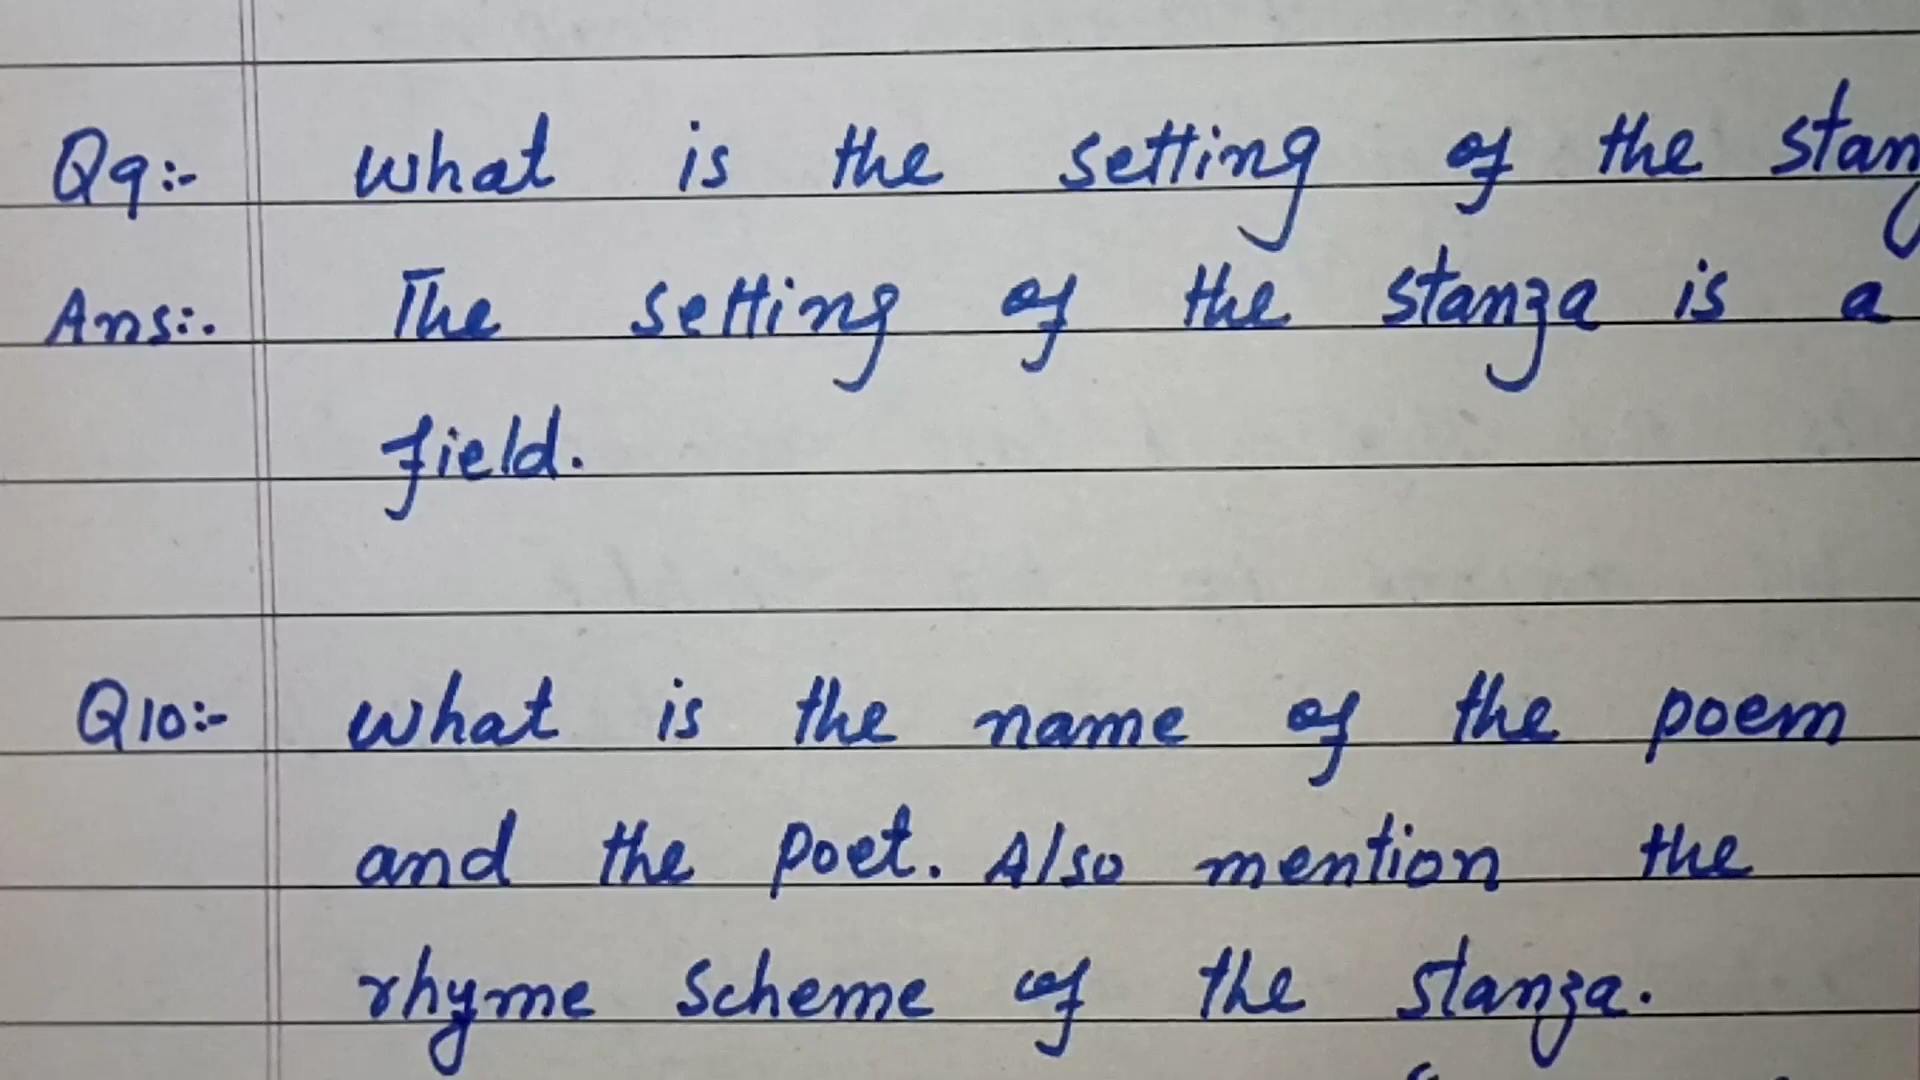 Q9:- what is the setting of the stanz
Ans:- The setting of the stanza is a
field.
Q10:- what is the name of the poem
and the poet. Also mention the
rhyme scheme of the stanza.